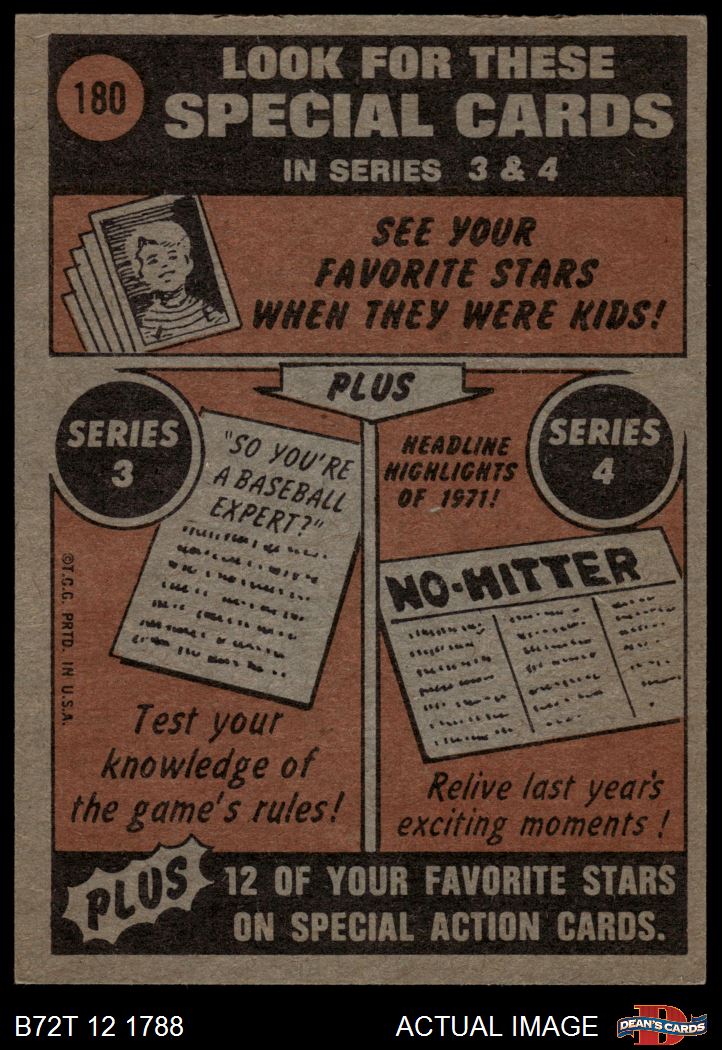 180
LOOK FOR THESE
SPECIAL CARDS
IN SERIES 3 & 4
SEE YOUR
FAVORITE STARS
WHEN THEY WERE KIDS!
PLUS
SERIES
3
"SO YOU'RE
A BASEBALL
EXPERT?"
HEADLINE
HIGHLIGHTS
OF 1971!
SERIES
4
NO-HITTER
©T.C.G. PRTD. IN U.S.A.
Test your
knowledge of
the game's rules!
Relive last year's
exciting moments!
PLUS
12 OF YOUR FAVORITE STARS
ON SPECIAL ACTION CARDS.
B72T 12 1788
ACTUAL IMAGE
D
DEAN'S CARDS